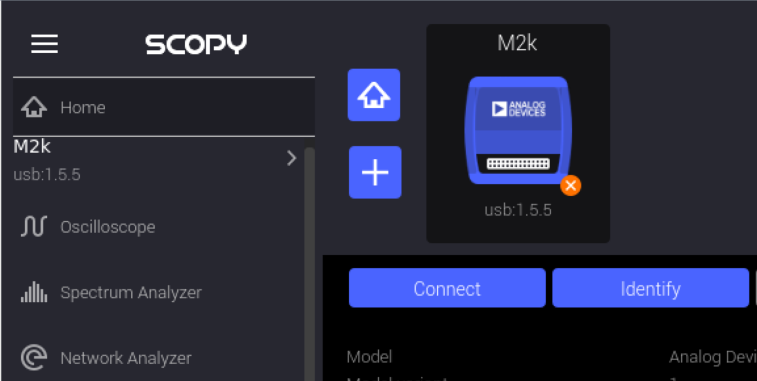 SCOPY
Home
M2k
usb:1.5.5
Oscilloscope
Spectrum Analyzer
Network Analyzer
M2k
ANALOG
DEVICES
usb:1.5.5
Connect
Identify
Model
Analog Devi